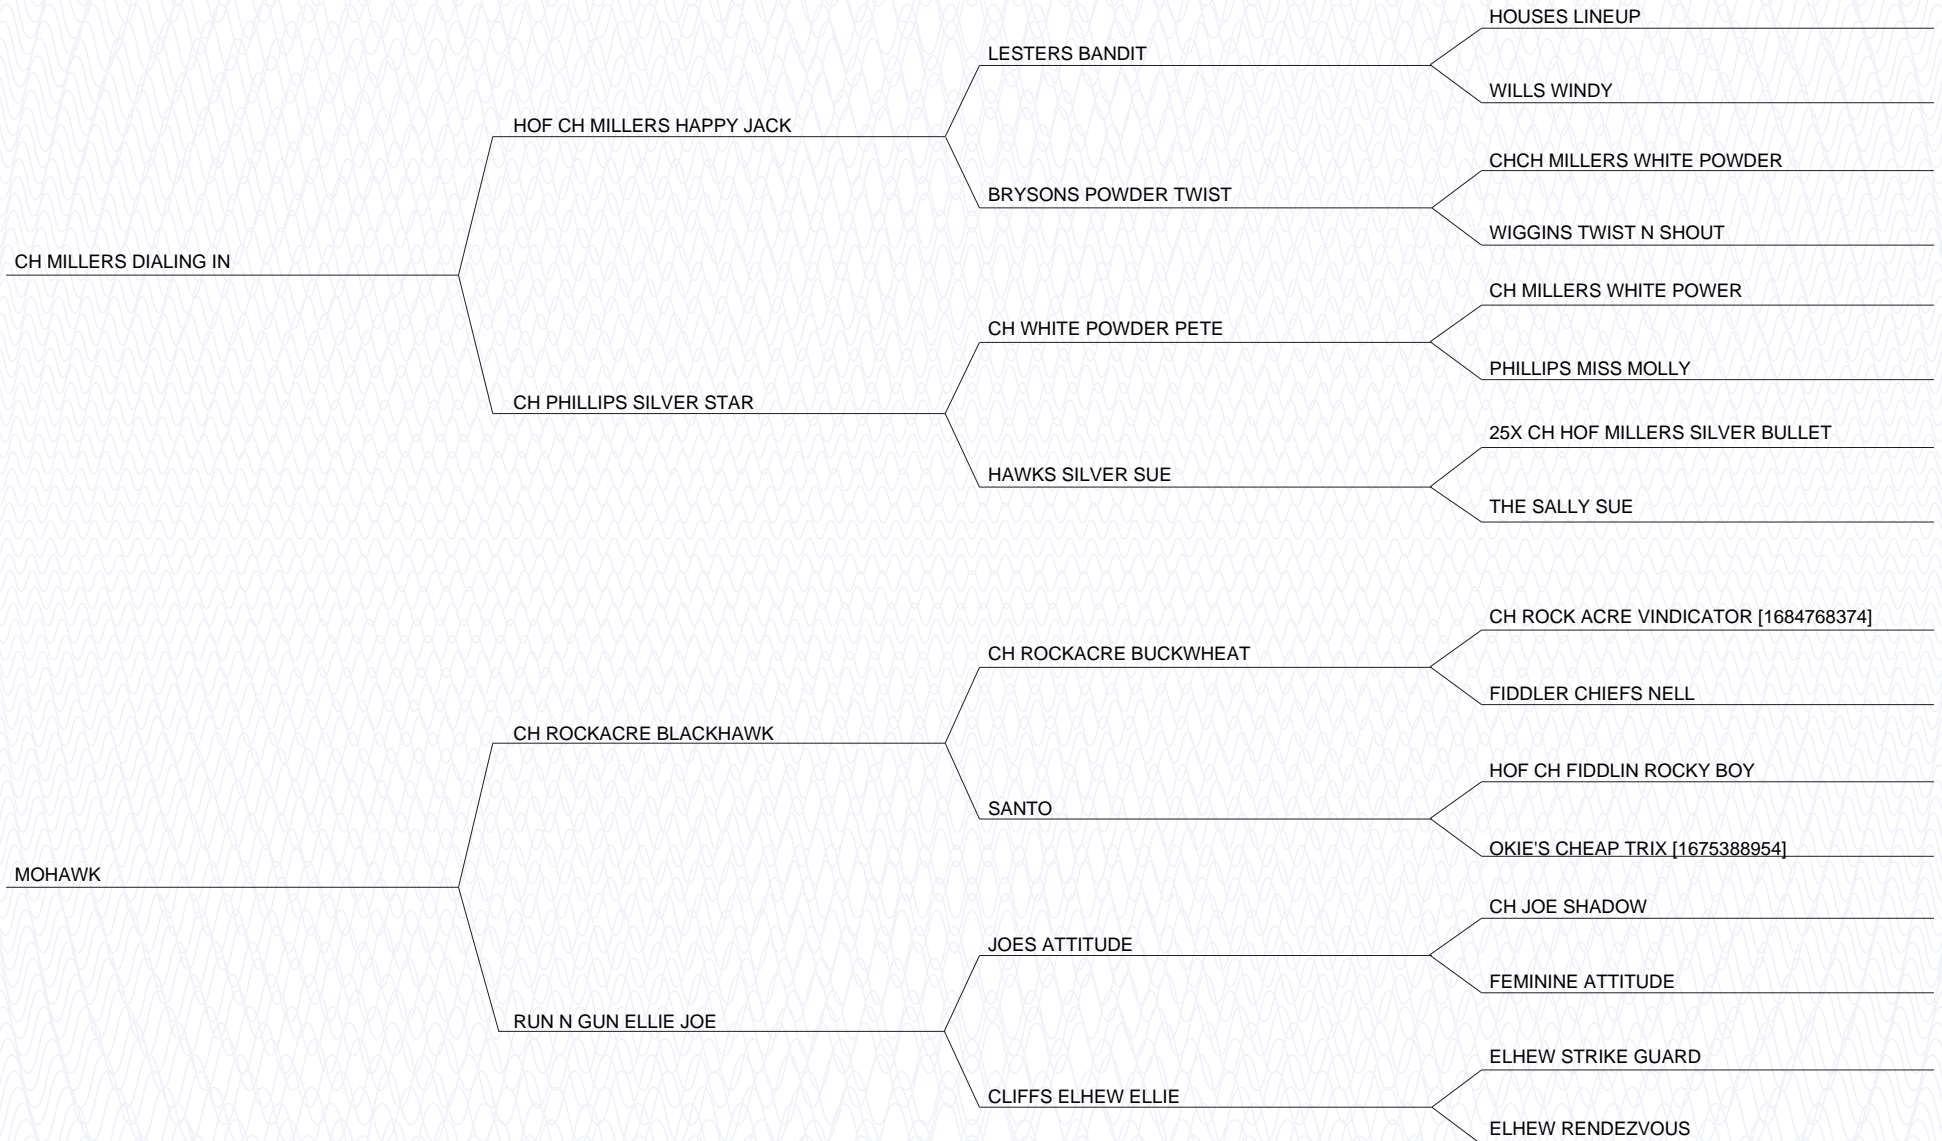 HOUSES LINEUP
LESTERS BANDIT
WILLS WINDY
HOF CH MILLERS HAPPY JACK
CHCH MILLERS WHITE POWDER
BRYSONS POWDER TWIST
WIGGINS TWIST N SHOUT
CH MILLERS DIALING IN
CH MILLERS WHITE POWER
CH WHITE POWDER PETE
PHILLIPS MISS MOLLY
CH PHILLIPS SILVER STAR
25X CH HOF MILLERS SILVER BULLET
HAWKS SILVER SUE
THE SALLY SUE
CH ROCK ACRE VINDICATOR [1684768374]
CH ROCKACRE BUCKWHEAT
FIDDLER CHIEFS NELL
CH ROCKACRE BLACKHAWK
HOF CH FIDDLIN ROCKY BOY
SANTO
OKIE'S CHEAP TRIX [1675388954]
MOHAWK
CH JOE SHADOW
JOES ATTITUDE
FEMININE ATTITUDE
RUN N GUN ELLIE JOE
ELHEW STRIKE GUARD
CLIFFS ELHEW ELLIE
ELHEW RENDEZVOUS